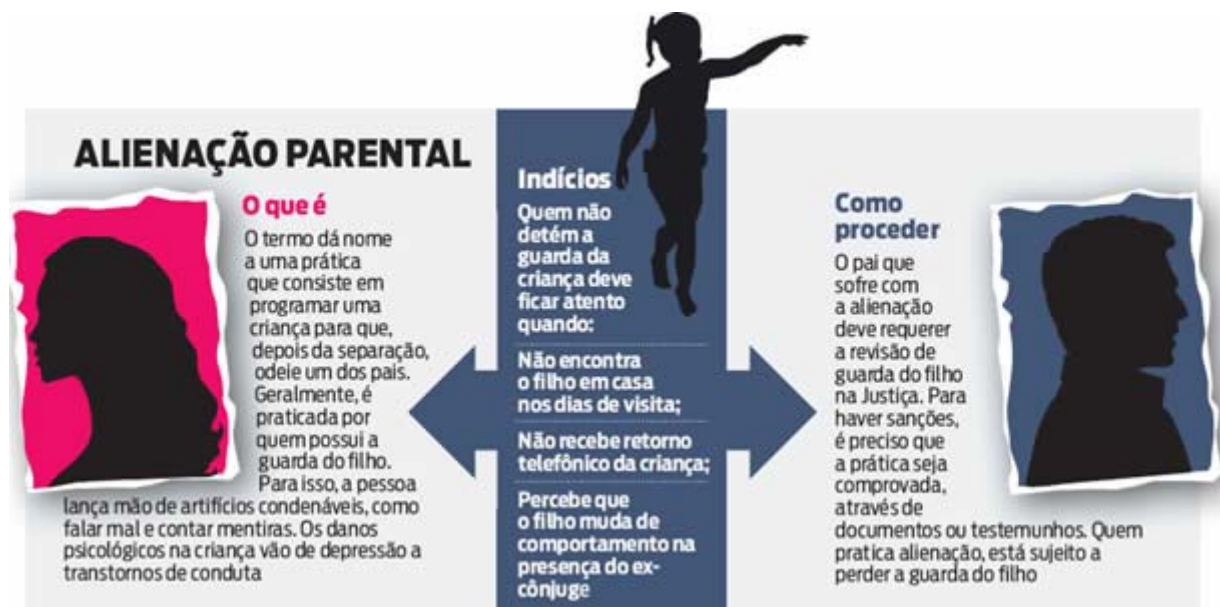 ALIENAÇÃO PARENTAL
O que é
O termo dá nome
a uma prática
que consiste em
programar uma
criança para que,
depois da separação,
odeie um dos pais.
Geralmente, é
praticada por
quem possui a
guarda do filho.
Para isso, a pessoa
lança mão de artifícios condenáveis, como
falar mal e contar mentiras. Os danos
psicológicos na criança vão de depressão a
transtornos de conduta
Indícios
Quem não
detém a
guarda da
criança deve
ficar atento
quando:
Não encontra
o filho em casa
nos dias de visita;
Não recebe retorno
telefônico da criança;
Percebe que
o filho muda de
comportamento na
presença do ex-
cônjuge
Como
proceder
O pai que
sofre com
a alienação
deve requerer
a revisão de
guarda do filho
na Justiça. Para
haver sanções,
é preciso que
a prática seja
comprovada,
através de
documentos ou testemunhos. Quem
pratica alienação, está sujeito a
perder a guarda do filho